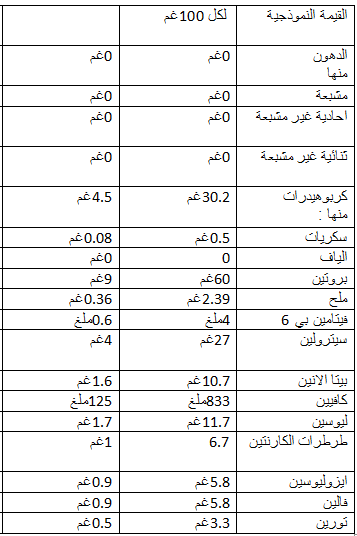 القيمة النموذجية لكل 100غم
الدهون 0غم 0غم
منها
مشبعة 0غم 0غم
احادية غير مشبعة 0غم 0غم
ثنائية غير مشبعة 0غم 0غم
كربوهيدرات 30.2غم 4.5غم
منها :
سكريات 0.5غم 0.08غم
الياف 0 0غم
بروتين 60غم 9غم
ملح 2.39غم 0.36غم
فيتامين بي 6 4ملغ 0.6ملغ
سيترولين 27غم 4غم
بيتا الانين 10.7غم 1.6غم
كافيين 833ملغ 125ملغ
ليوسين 11.7غم 1.7غم
طرطرات الكارنتين 6.7 1غم
ايزوليوسين 5.8غم 0.9غم
فالين 5.8غم 0.9غم
تورين 3.3غم 0.5غم